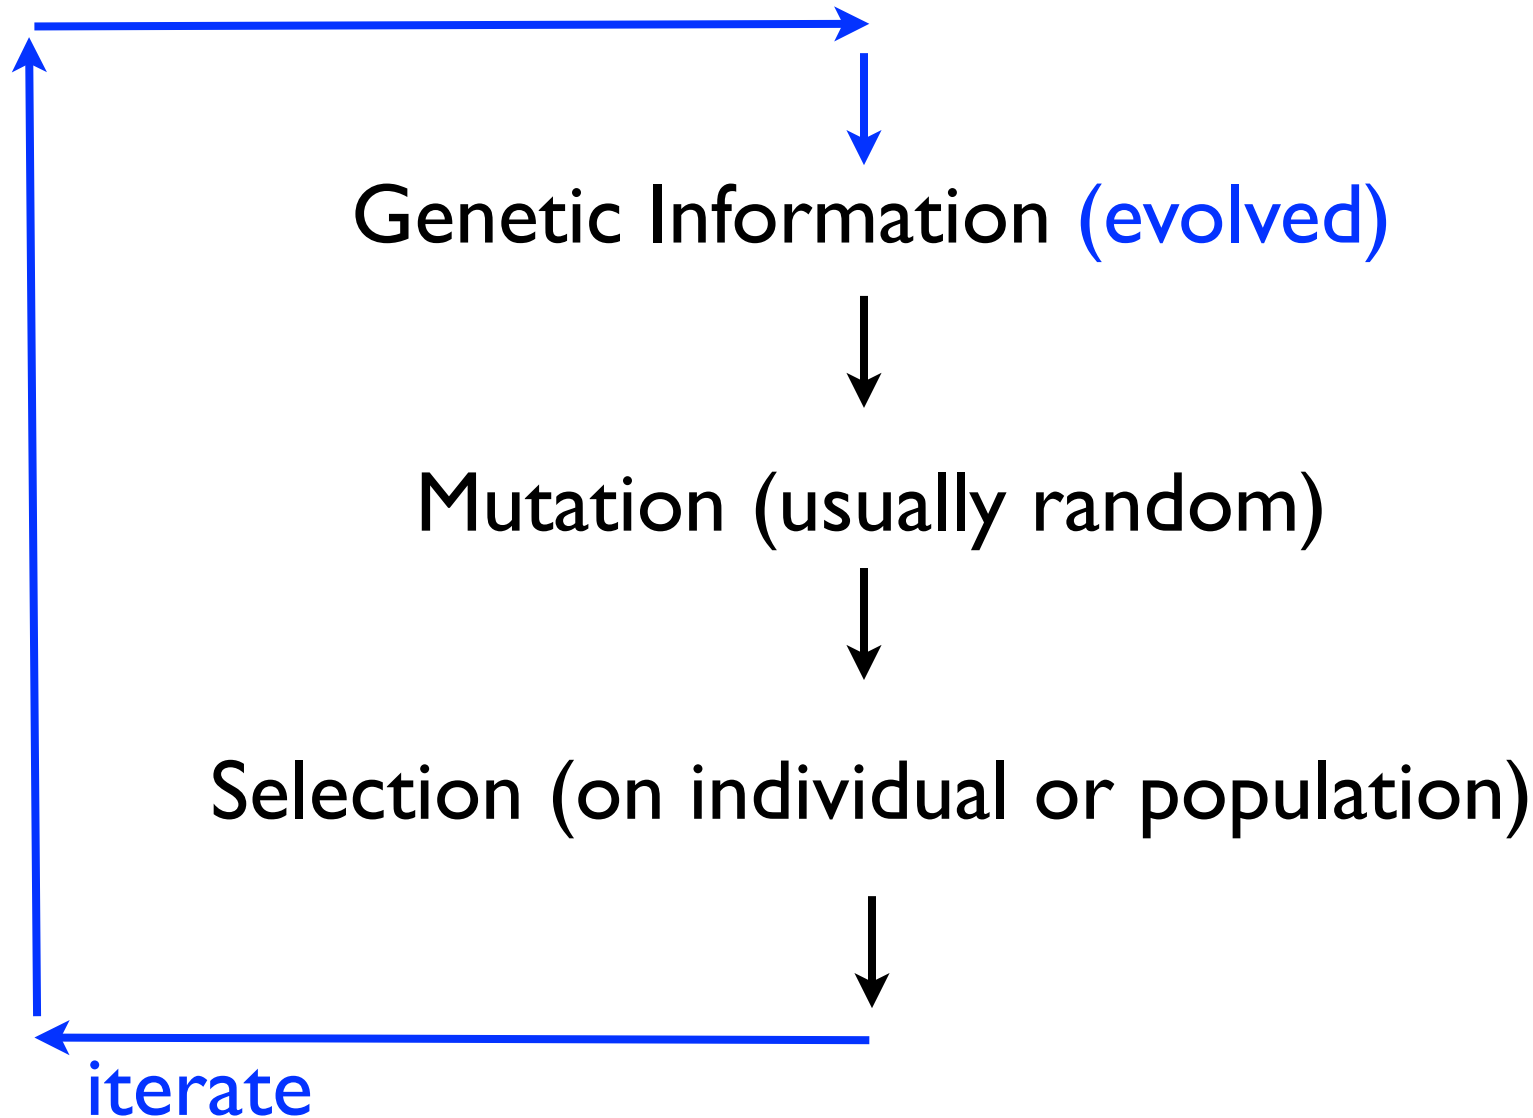 Genetic Information (evolved)
Mutation (usually random)
Selection (on individual or population)
iterate